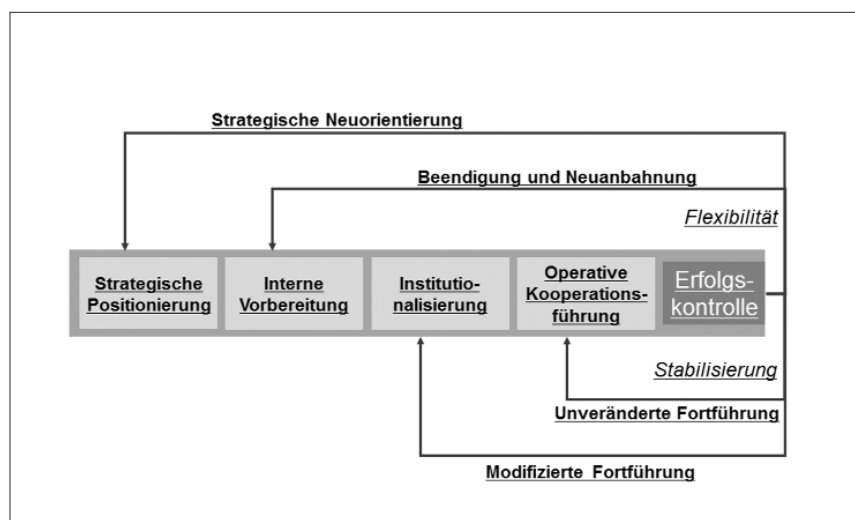 Strategische Neuorientierung
Beendigung und Neuanbahnung
Flexibilität
Strategische
Positionierung
Interne
Vorbereitung
Institutio-
nalisierung
Operative
Kooperations-
führung
Erfolgs-
kontrolle
Stabilisierung
Unveränderte Fortführung
Modifizierte Fortführung